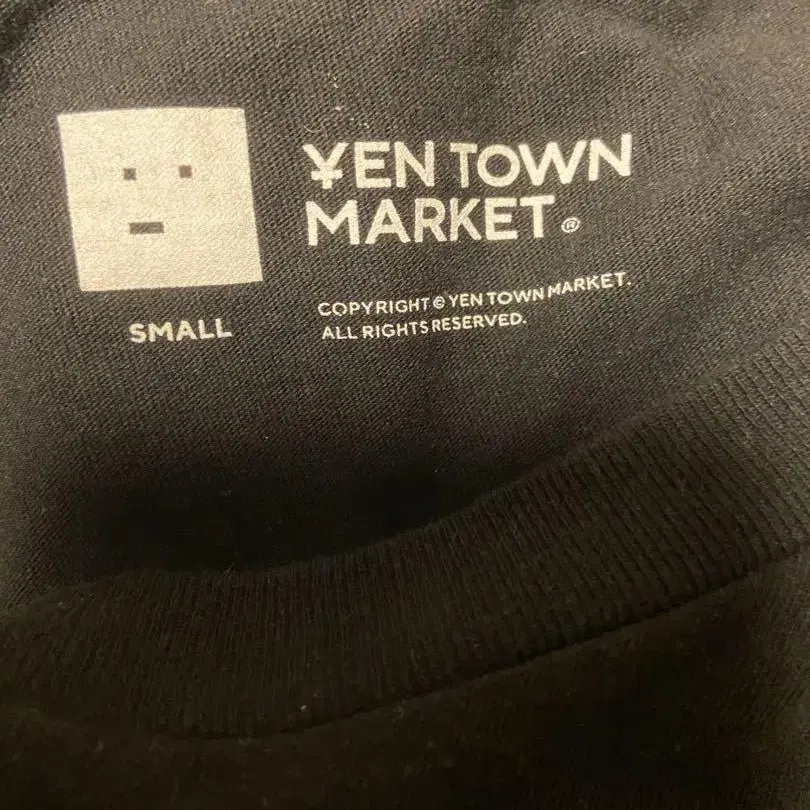 ¥EN TOWN
MARKET®
SMALL
COPYRIGHT © YEN TOWN MARKET.
ALL RIGHTS RESERVED.